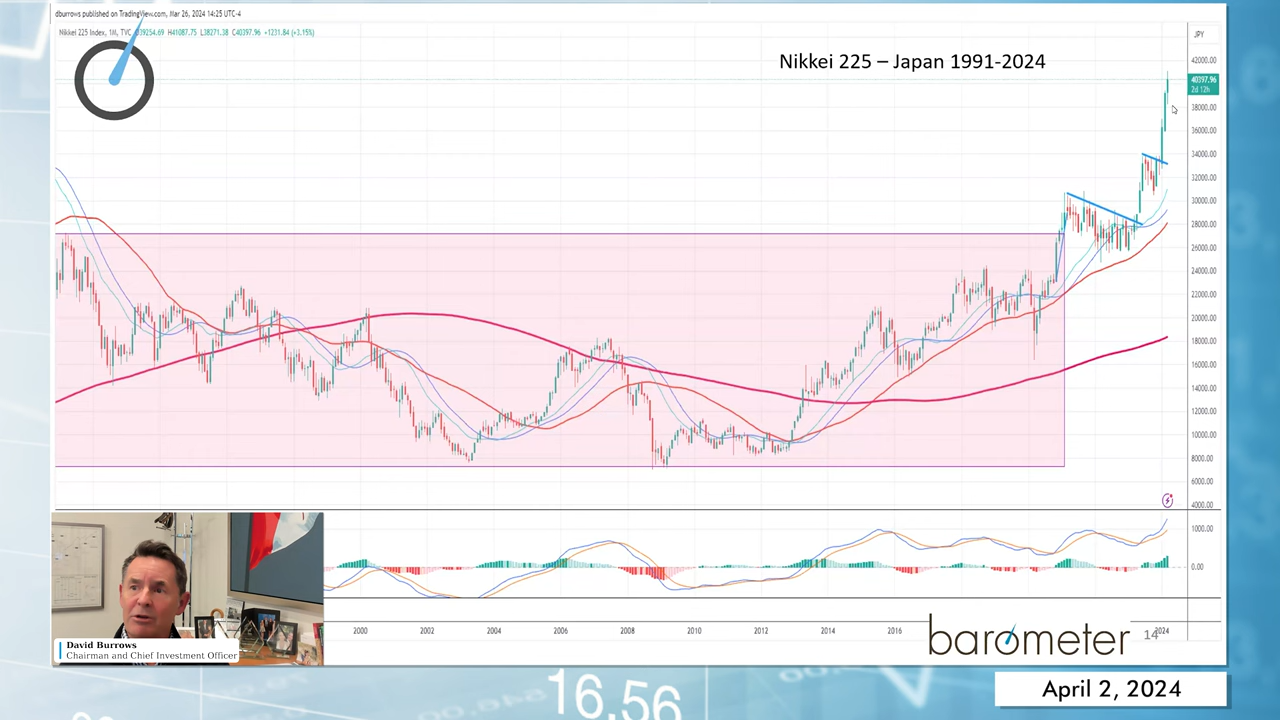 dburrows published on TradingView.com, Mar 26, 2024 14:25 UTC-4
Nikkei 225 Index, 1M, TVC O39254.69 H41087.75 L38271.38 C40397.96 +1231.84 (+3.15%)
JPY
Nikkei 225 – Japan 1991-2024
42000.00
40397.96
2d 12h
38000.00
36000.00
34000.00
32000.00
30000.00
28000.00
26000.00
24000.00
22000.00
20000.00
18000.00
16000.00
14000.00
12000.00
10000.00
8000.00
6000.00
4000.00
1000.00
0.00
2000 2002 2004 2006 2008 2010 2012 2014 2016 2024
barometer
14
David Burrows
Chairman and Chief Investment Officer
April 2, 2024
16.56